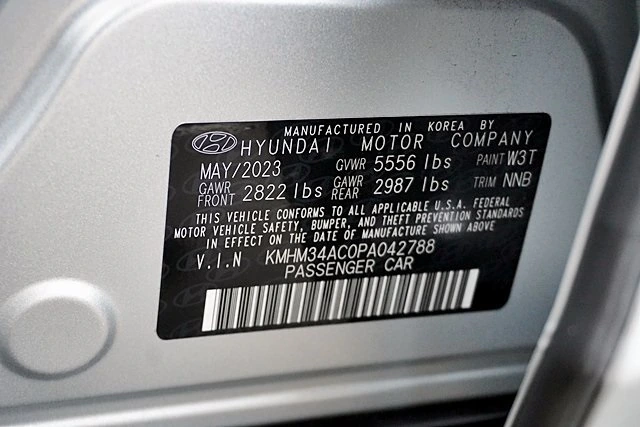 MANUFACTURED IN KOREA BY
HYUNDAI MOTOR COMPANY
MAY/2023 GVWR 5556 lbs PAINT W3T
GAWR FRONT 2822 lbs GAWR REAR 2987 lbs TRIM NNB
THIS VEHICLE CONFORMS TO ALL APPLICABLE U.S.A. FEDERAL
MOTOR VEHICLE SAFETY, BUMPER, AND THEFT PREVENTION STANDARDS
IN EFFECT ON THE DATE OF MANUFACTURE SHOWN ABOVE
V.I.N KMHM34AC0PA042788
PASSENGER CAR